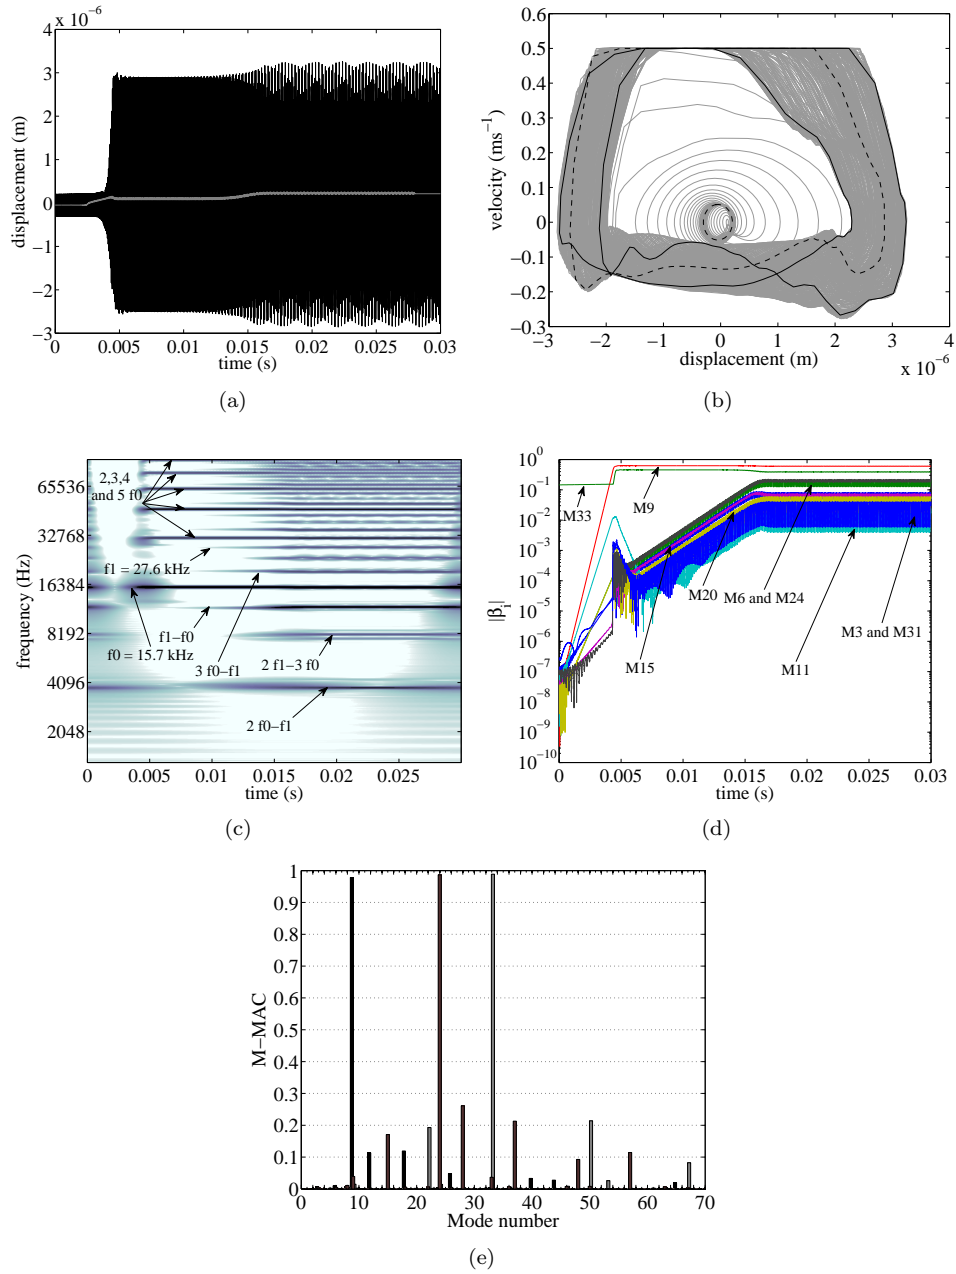 x 10⁻⁶
4
3
2
1
0
−1
−2
−3
displacement (m)
0 0.005 0.01 0.015 0.02 0.025 0.03
time (s)
(a)
0.5
0.4
0.3
0.2
0.1
0
−0.1
−0.2
−0.3
velocity (ms⁻¹)
−3 −2 −1 0 1 2 3 4
displacement (m)
x 10⁻⁶
(b)
65536
32768
16384
8192
4096
2048
frequency (Hz)
2,3,4
and 5 f0
f1 = 27.6 kHz
f1−f0
f0 = 15.7 kHz
3 f0−f1
2 f1−3 f0
2 f0−f1
0 0.005 0.01 0.015 0.02 0.025
time (s)
(c)
10⁰
10⁻¹
10⁻²
10⁻³
10⁻⁴
10⁻⁵
10⁻⁶
10⁻⁷
10⁻⁸
10⁻⁹
10⁻¹⁰
|βᵢ|
M33
M9
M20
M6 and M24
M3 and M31
M15
M11
0 0.005 0.01 0.015 0.02 0.025 0.03
time (s)
(d)
1
0.9
0.8
0.7
0.6
0.5
0.4
0.3
0.2
0.1
0
M−MAC
0 10 20 30 40 50 60 70
Mode number
(e)